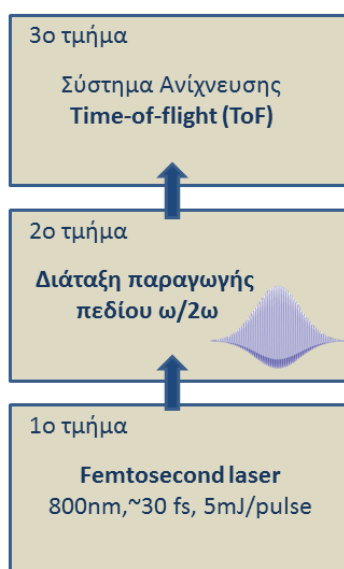 3ο τμήμα
Σύστημα Ανίχνευσης
Time-of-flight (ToF)
2ο τμήμα
Διάταξη παραγωγής
πεδίου ω/2ω
1ο τμήμα
Femtosecond laser
800nm,~30 fs, 5mJ/pulse